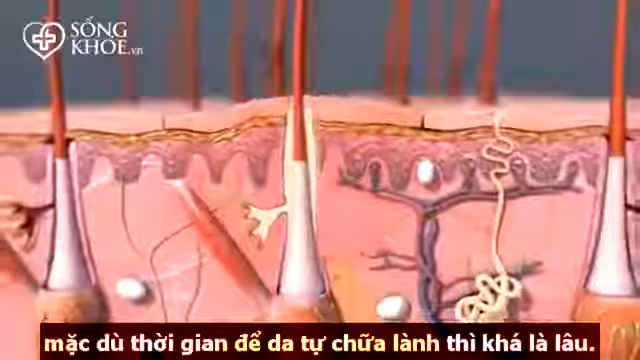 SỐNG
KHỎE.vn
mặc dù thời gian để da tự chữa lành thì khá là lâu.